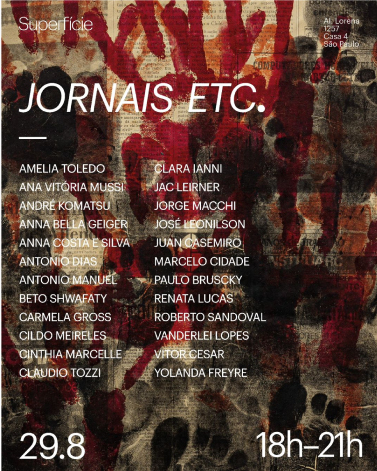 Superfície
Al. Lorena
1257
Casa 4
São Paulo
JORNAIS ETC.
—
AMELIA TOLEDO
ANA VITÓRIA MUSSI
ANDRÉ KOMATSU
ANNA BELLA GEIGER
ANNA COSTA E SILVA
ANTONIO DIAS
ANTONIO MANUEL
BETO SHWAFATY
CARMELA GROSS
CILDO MEIRELES
CINTHIA MARCELLE
CLAUDIO TOZZI
CLARA IANNI
JAC LEIRNER
JORGE MACCHI
JOSÉ LEONILSON
JUAN CASEMIRO
MARCELO CIDADE
PAULO BRUSCKY
RENATA LUCAS
ROBERTO SANDOVAL
VANDERLEI LOPES
VITOR CESAR
YOLANDA FREYRE
29.8
18h–21h